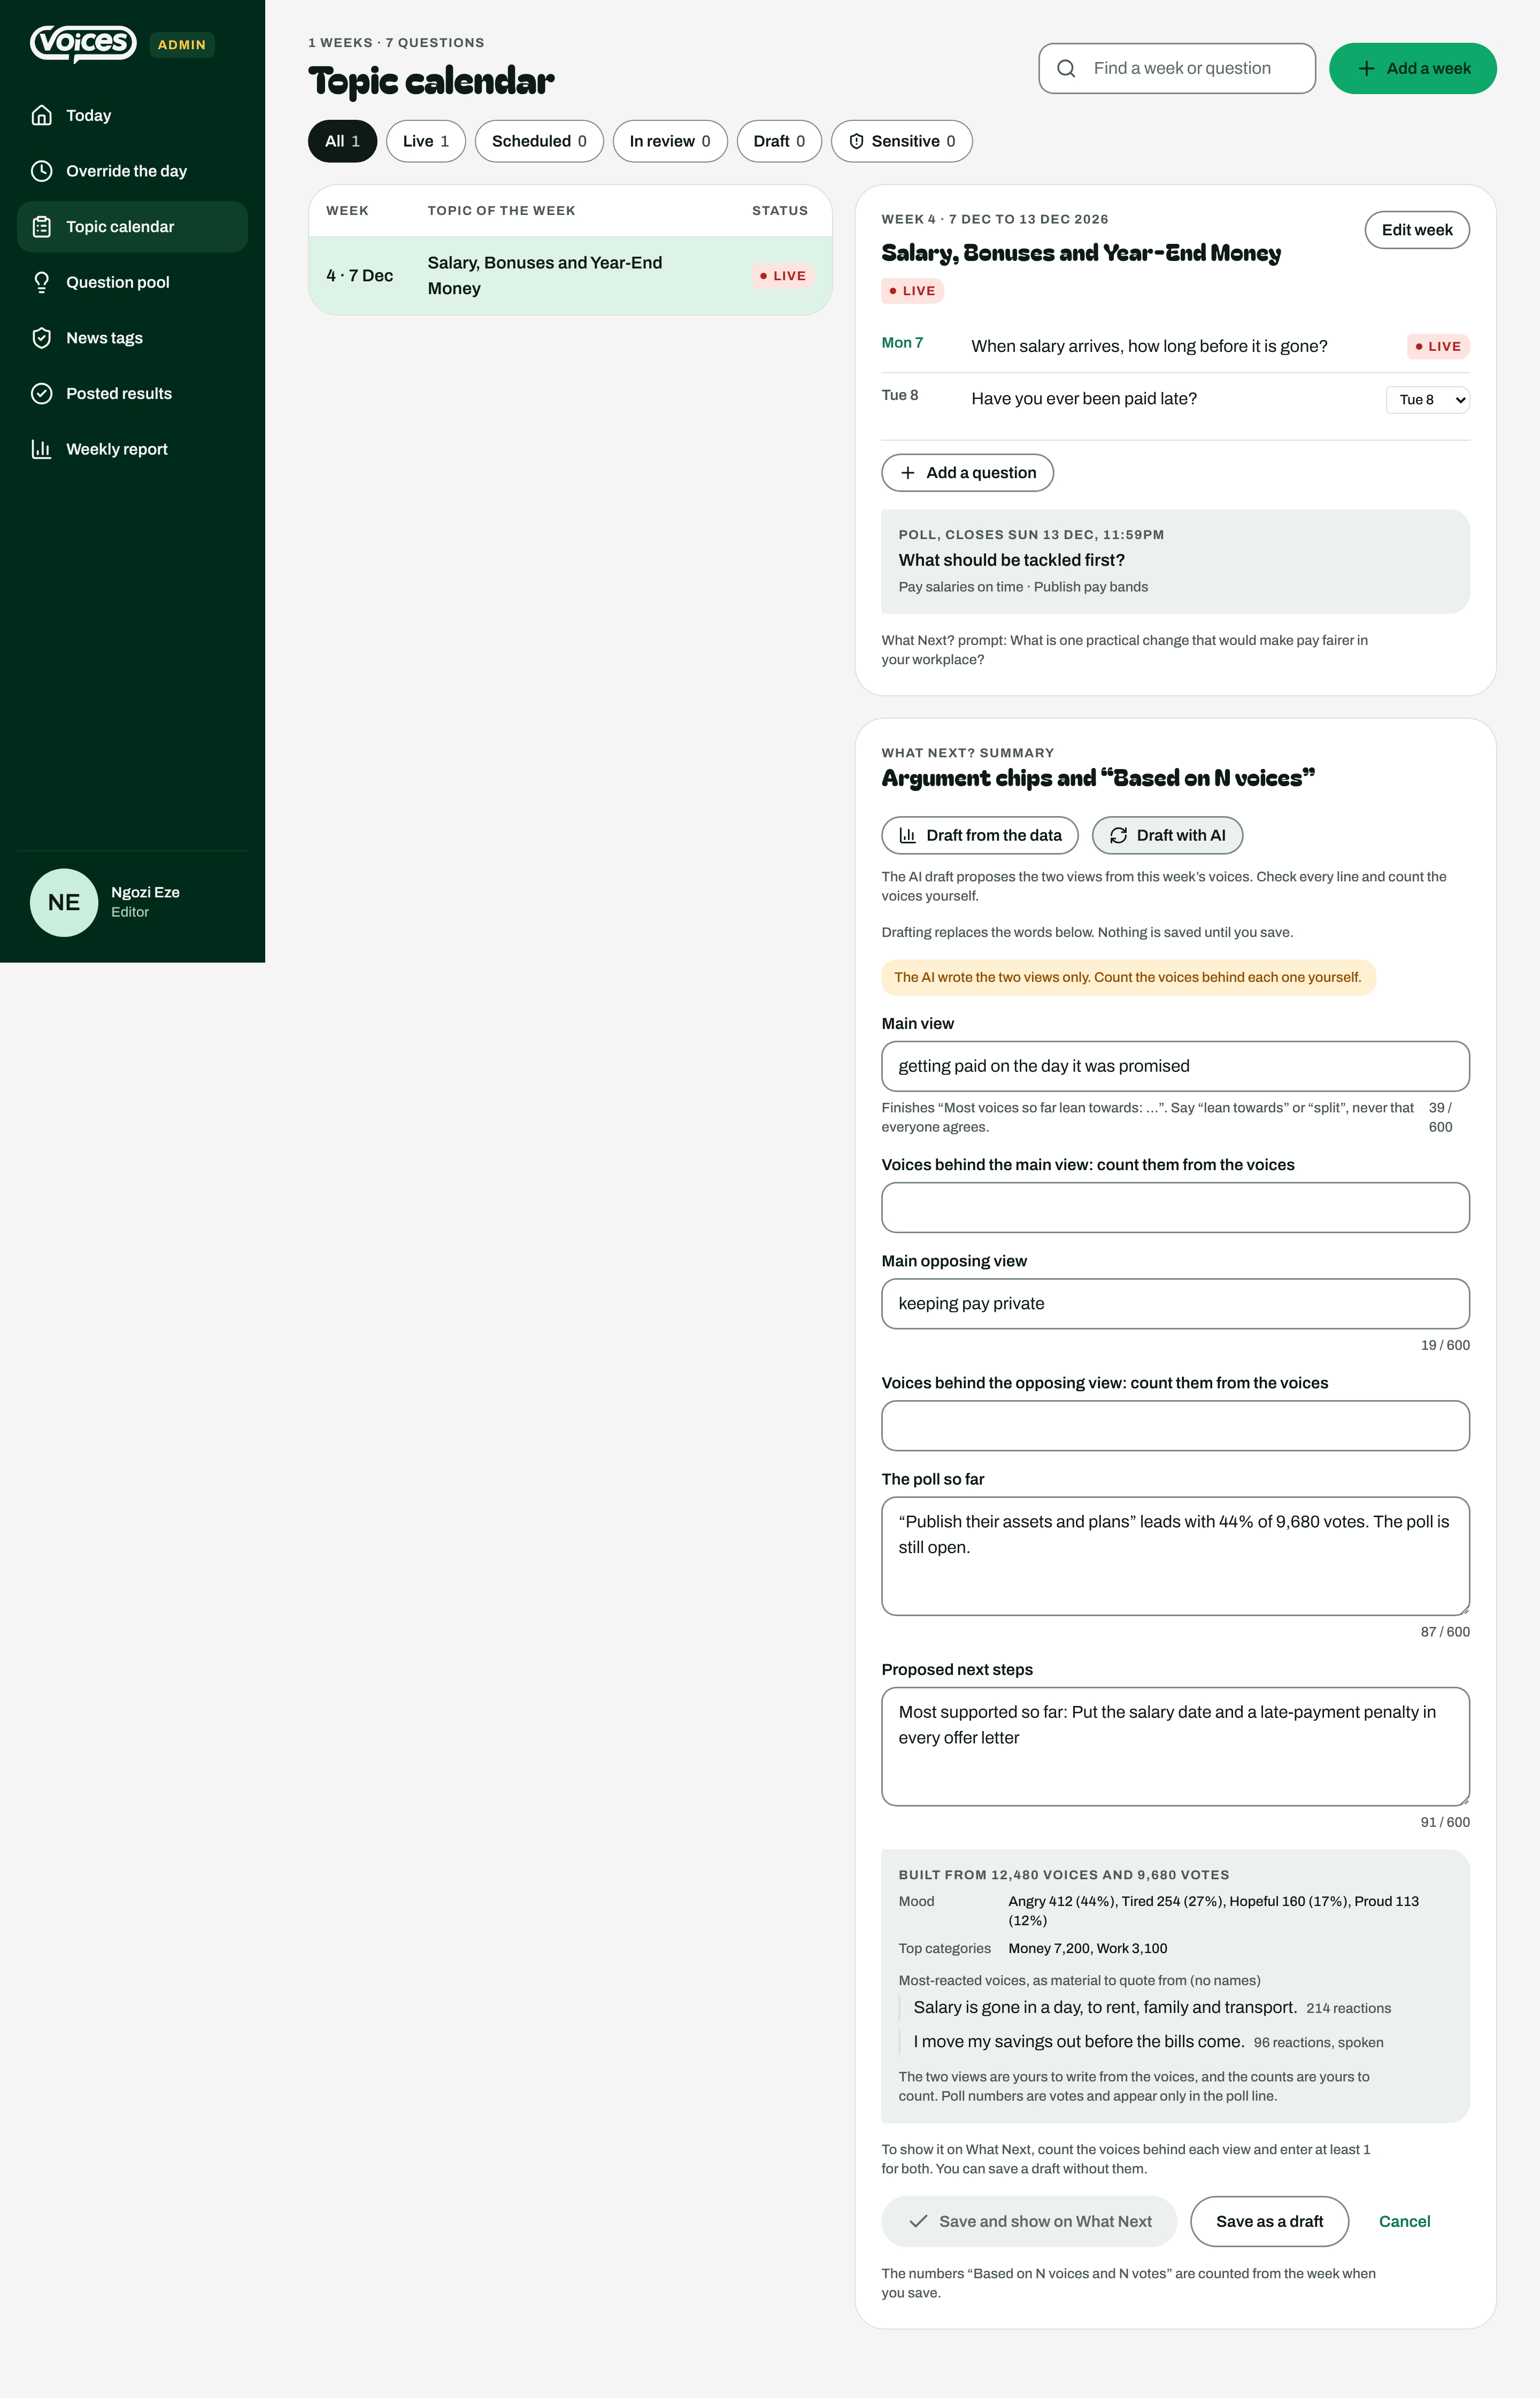 voices
ADMIN
Today
Override the day
Topic calendar
Question pool
News tags
Posted results
Weekly report
NE
Ngozi Eze
Editor
1 WEEKS · 7 QUESTIONS
Topic calendar
Find a week or question
Add a week
All 1
Live 1
Scheduled 0
In review 0
Draft 0
Sensitive 0
WEEK
TOPIC OF THE WEEK
STATUS
4 · 7 Dec
Salary, Bonuses and Year-End
Money
LIVE
WEEK 4 · 7 DEC TO 13 DEC 2026
Edit week
Salary, Bonuses and Year-End Money
LIVE
Mon 7
When salary arrives, how long before it is gone?
LIVE
Tue 8
Have you ever been paid late?
Tue 8
Add a question
POLL, CLOSES SUN 13 DEC, 11:59PM
What should be tackled first?
Pay salaries on time · Publish pay bands
What Next? prompt: What is one practical change that would make pay fairer in
your workplace?
WHAT NEXT? SUMMARY
Argument chips and “Based on N voices”
Draft from the data
Draft with AI
The AI draft proposes the two views from this week’s voices. Check every line and count the
voices yourself.
Drafting replaces the words below. Nothing is saved until you save.
The AI wrote the two views only. Count the voices behind each one yourself.
Main view
getting paid on the day it was promised
Finishes “Most voices so far lean towards: …”. Say “lean towards” or “split”, never that
everyone agrees.
39 /
600
Voices behind the main view: count them from the voices
Main opposing view
keeping pay private
19 / 600
Voices behind the opposing view: count them from the voices
The poll so far
“Publish their assets and plans” leads with 44% of 9,680 votes. The poll is
still open.
87 / 600
Proposed next steps
Most supported so far: Put the salary date and a late-payment penalty in
every offer letter
91 / 600
BUILT FROM 12,480 VOICES AND 9,680 VOTES
Mood
Angry 412 (44%), Tired 254 (27%), Hopeful 160 (17%), Proud 113
(12%)
Top categories
Money 7,200, Work 3,100
Most-reacted voices, as material to quote from (no names)
Salary is gone in a day, to rent, family and transport. 214 reactions
I move my savings out before the bills come. 96 reactions, spoken
The two views are yours to write from the voices, and the counts are yours to
count. Poll numbers are votes and appear only in the poll line.
To show it on What Next, count the voices behind each view and enter at least 1
for both. You can save a draft without them.
Save and show on What Next
Save as a draft
Cancel
The numbers “Based on N voices and N votes” are counted from the week when
you save.